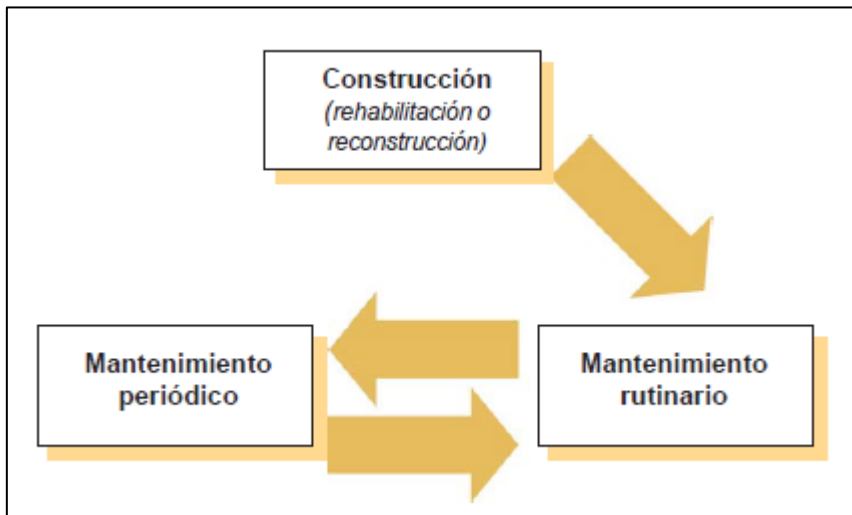 Construcción
(rehabilitación o
reconstrucción)
Mantenimiento
periódico
Mantenimiento
rutinario